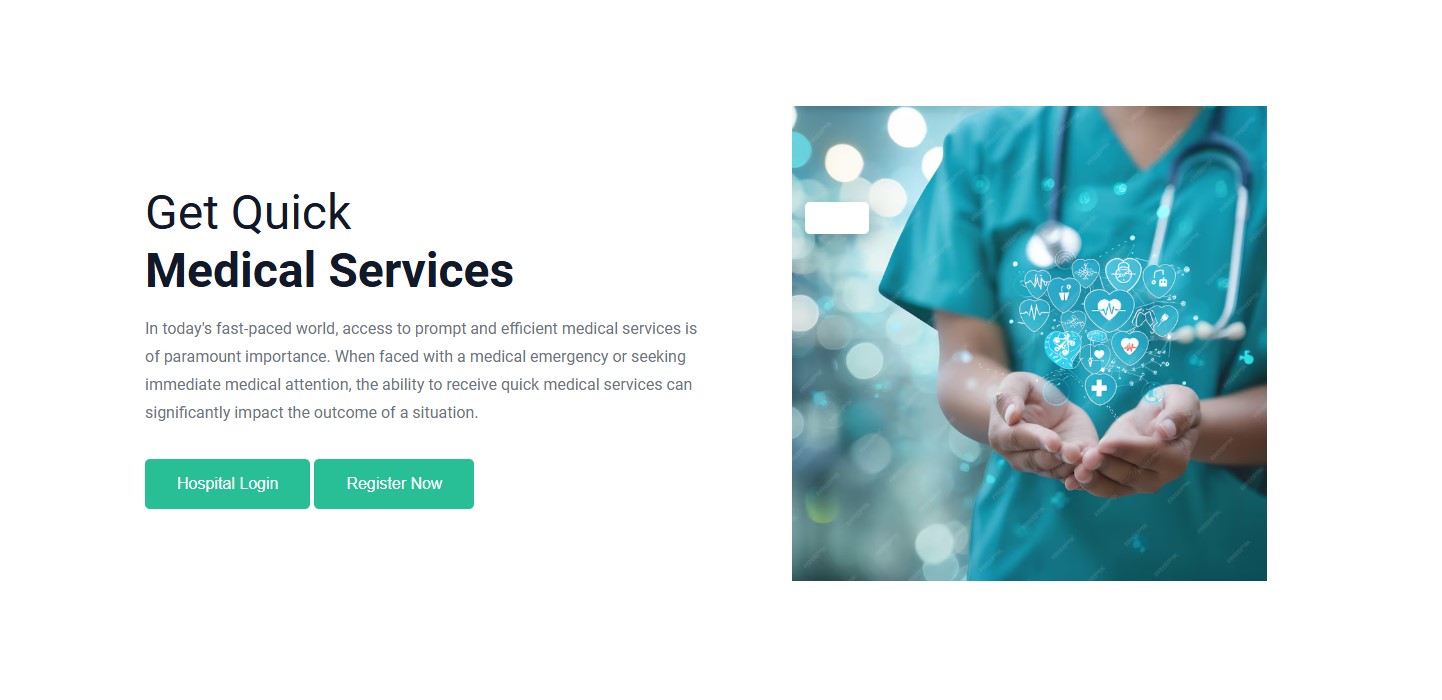 Get Quick
Medical Services
In today's fast-paced world, access to prompt and efficient medical services is
of paramount importance. When faced with a medical emergency or seeking
immediate medical attention, the ability to receive quick medical services can
significantly impact the outcome of a situation.
Hospital Login
Register Now